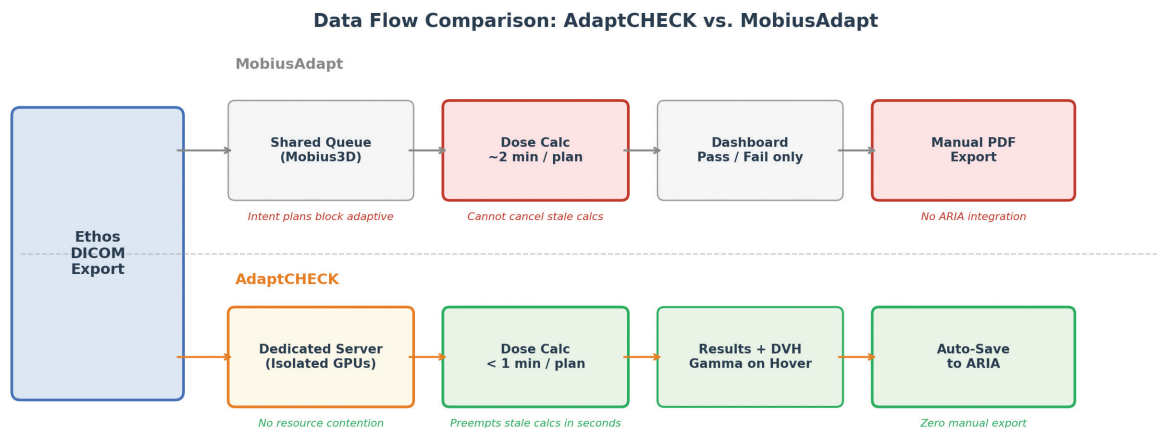 Data Flow Comparison: AdaptCHECK vs. MobiusAdapt
MobiusAdapt
Ethos
DICOM
Export
Shared Queue
(Mobius3D)
Intent plans block adaptive
Dose Calc
~2 min / plan
Cannot cancel stale calcs
Dashboard
Pass / Fail only
Manual PDF
Export
No ARIA integration
AdaptCHECK
Dedicated Server
(Isolated GPUs)
No resource contention
Dose Calc
< 1 min / plan
Preempts stale calcs in seconds
Results + DVH
Gamma on Hover
Auto-Save
to ARIA
Zero manual export